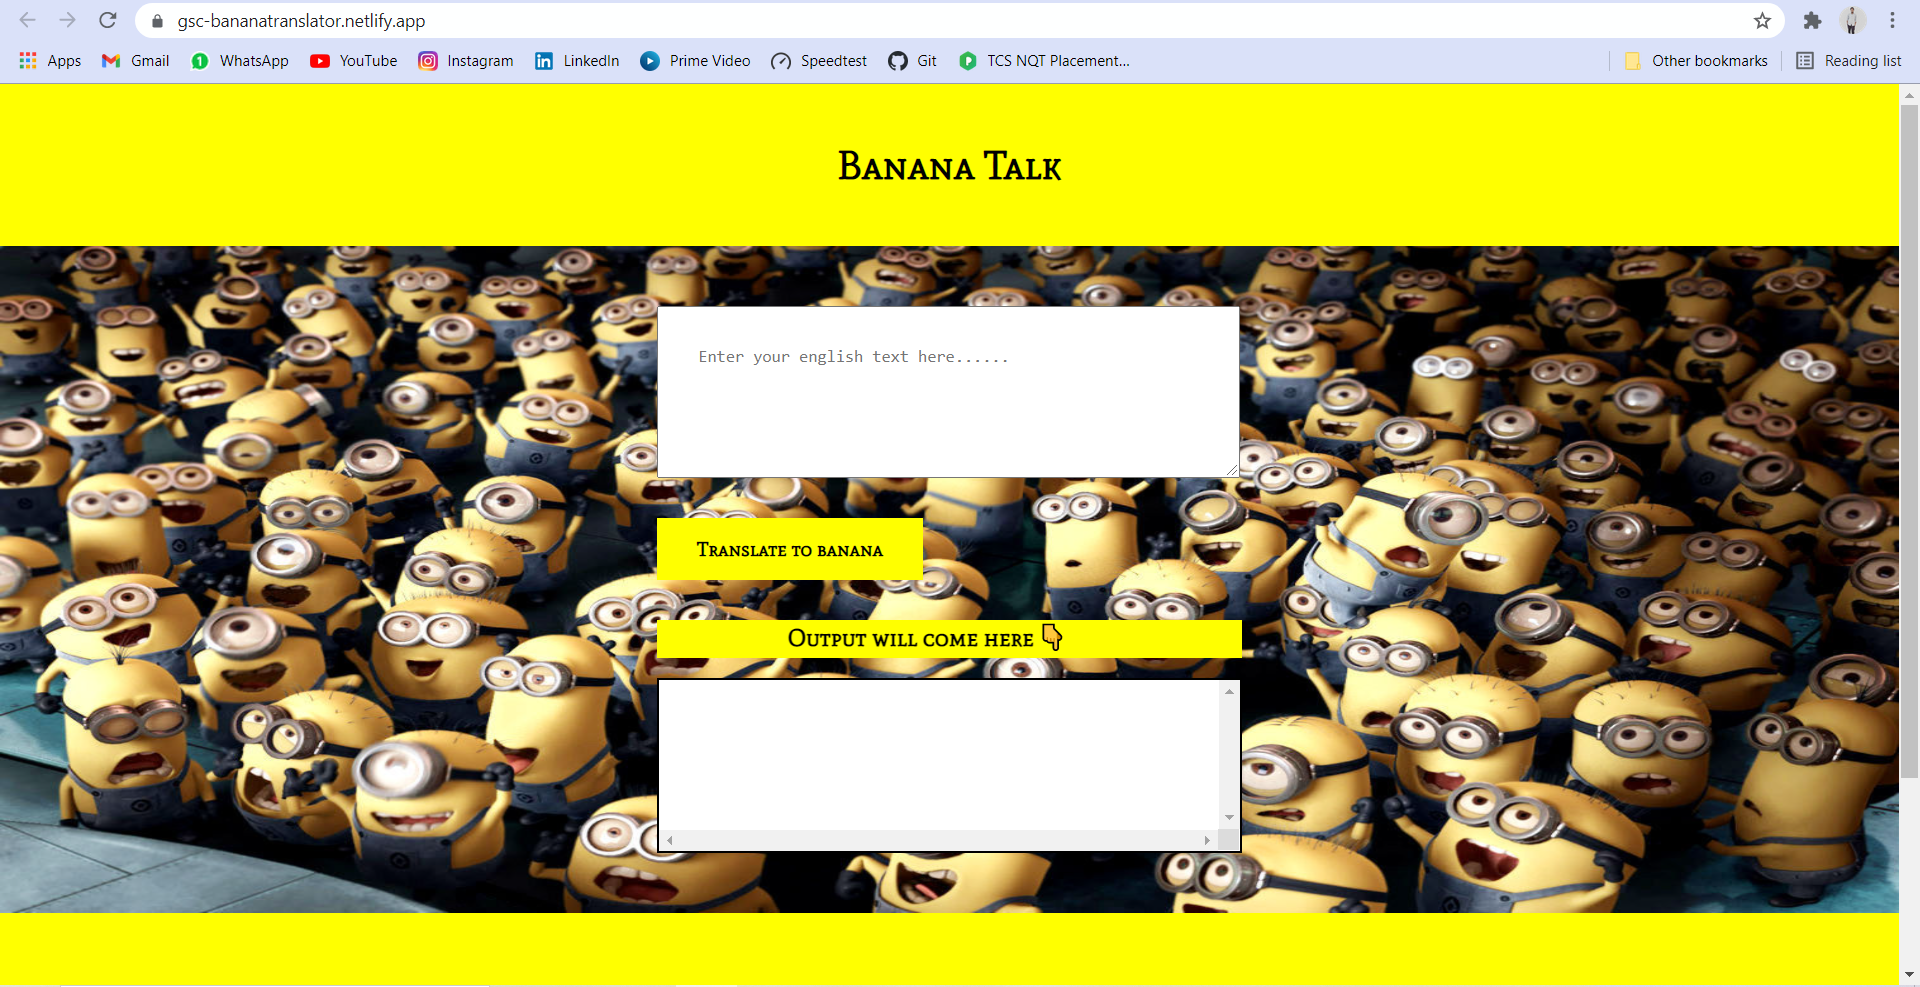 gsc-bananatranslator.netlify.app
Apps Gmail 1 WhatsApp YouTube Instagram LinkedIn Prime Video Speedtest Git TCS NQT Placement... Other bookmarks Reading list
Banana Talk
Enter your english text here......
Translate to banana
Output will come here 👇